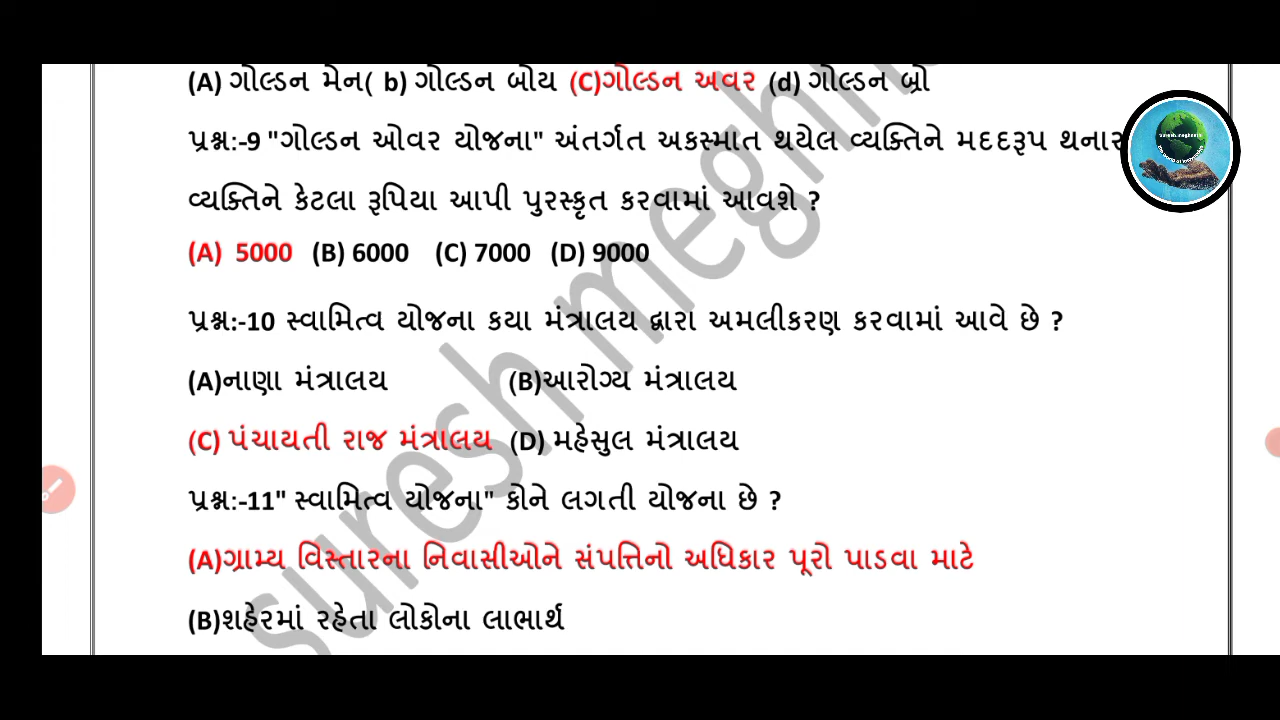 (A) ગોલ્ડન મેન( b) ગોલ્ડન બોય (C)ગોલ્ડન અવર (d) ગોલ્ડન બ્રો
પ્રશ્ન:-9 "ગોલ્ડન ઓવર યોજના" અંતર્ગત અકસ્માત થયેલ વ્યક્તિને મદદરૂપ થનાર
વ્યક્તિને કેટલા રૂપિયા આપી પુરસ્કૃત કરવામાં આવશે ?
(A) 5000 (B) 6000 (C) 7000 (D) 9000
પ્રશ્ન:-10 સ્વામિત્વ યોજના કયા મંત્રાલય દ્વારા અમલીકરણ કરવામાં આવે છે ?
(A)નાણા મંત્રાલય (B)આરોગ્ય મંત્રાલય
(C) પંચાયતી રાજ મંત્રાલય (D) મહેસુલ મંત્રાલય
પ્રશ્ન:-11" સ્વામિત્વ યોજના" કોને લગતી યોજના છે ?
(A)ગ્રામ્ય વિસ્તારના નિવાસીઓને સંપત્તિનો અધિકાર પૂરો પાડવા માટે
(B)શહેરમાં રહેતા લોકોના લાભાર્થ
suresh megh